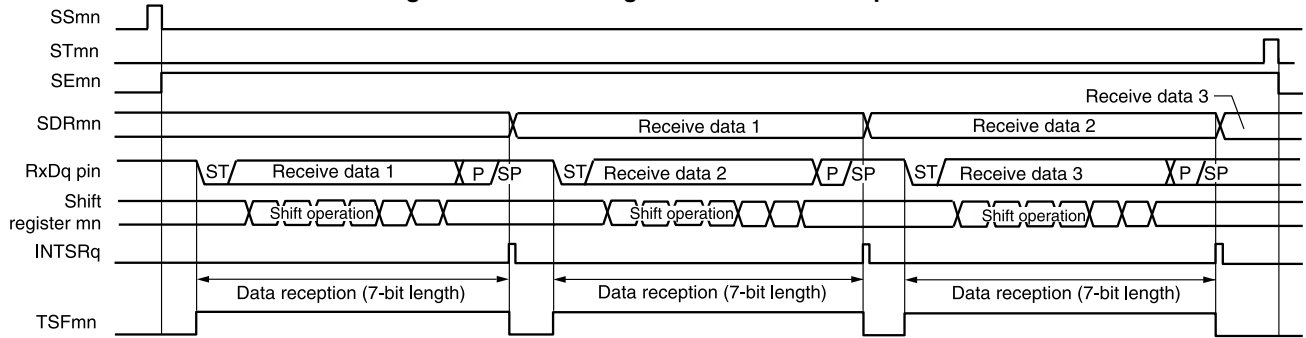 SSmn
STmn
SEmn
Receive data 3
SDRmn
Receive data 1
Receive data 2
RxDq pin
ST
Receive data 1
P
SP
ST
Receive data 2
P
SP
ST
Receive data 3
P
SP
Shift
register mn
Shift operation
Shift operation
Shift operation
INTSRq
Data reception (7-bit length)
Data reception (7-bit length)
Data reception (7-bit length)
TSFmn